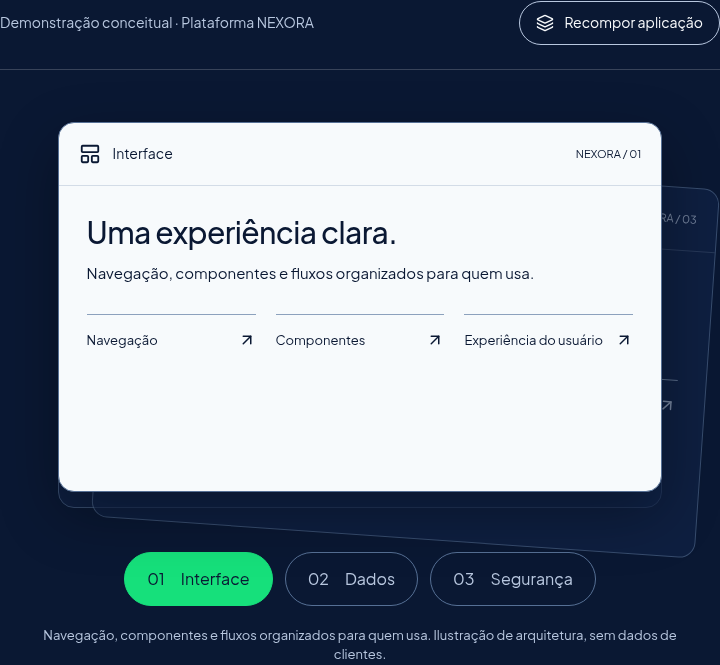 Demonstração conceitual · Plataforma NEXORA
Recompor aplicação
Interface
NEXORA / 01
RA / 03
Uma experiência clara.
Navegação, componentes e fluxos organizados para quem usa.
Navegação
Componentes
Experiência do usuário
01 Interface
02 Dados
03 Segurança
Navegação, componentes e fluxos organizados para quem usa. Ilustração de arquitetura, sem dados de
clientes.